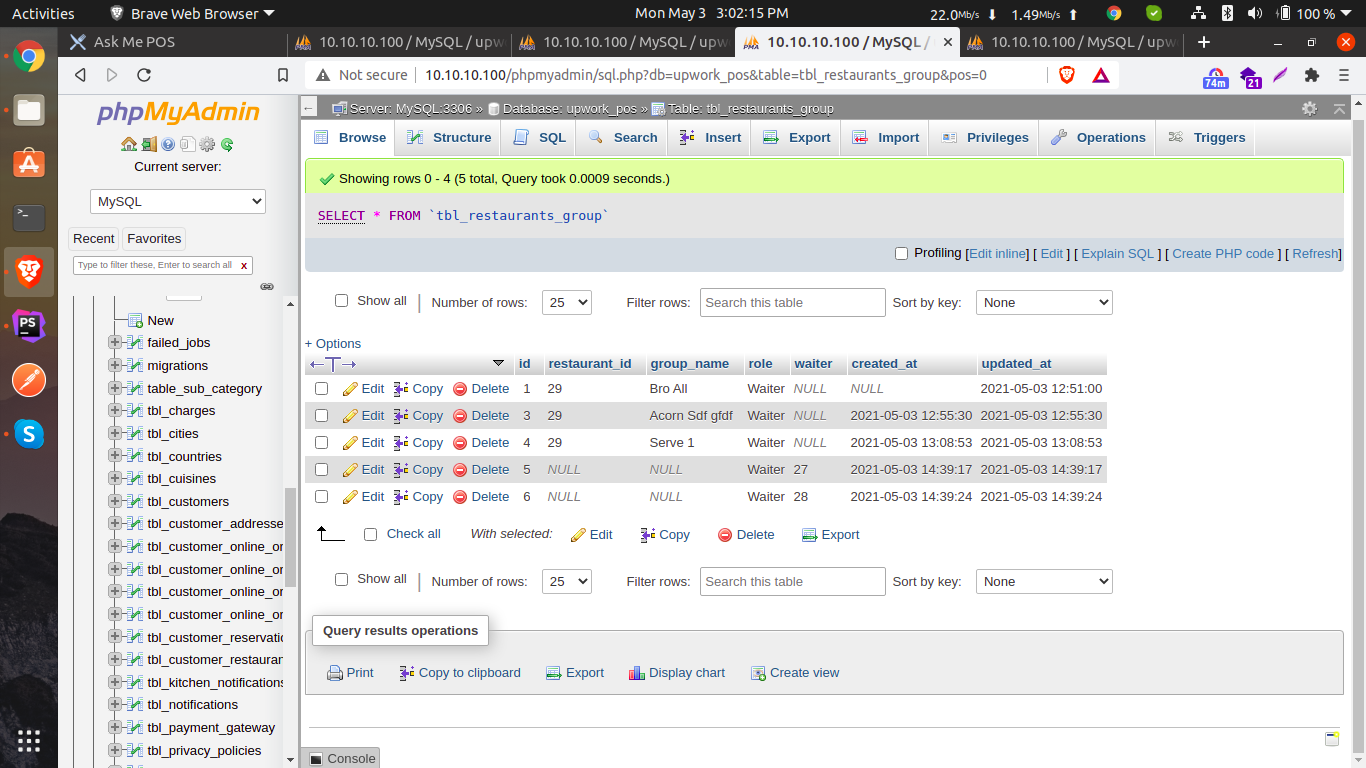 Activities Brave Web Browser Mon May 3 3:02:15 PM 22.0Mb/s 1.49Mb/s 100 %
Ask Me POS 10.10.10.100 / MySQL / upw 10.10.10.100 / MySQL / upw 10.10.10.100 / MySQL / 10.10.10.100 / MySQL / upw
Not secure 10.10.10.100/phpmyadmin/sql.php?db=upwork_pos&table=tbl_restaurants_group&pos=0 74m 21
phpMyAdmin
Current server:
MySQL
Recent Favorites
Type to filter these, Enter to search all x
New
failed_jobs
migrations
table_sub_category
tbl_charges
tbl_cities
tbl_countries
tbl_cuisines
tbl_customers
tbl_customer_addresse
tbl_customer_online_or
tbl_customer_online_or
tbl_customer_online_or
tbl_customer_online_or
tbl_customer_reservatio
tbl_customer_restauran
tbl_kitchen_notifications
tbl_notifications
tbl_payment_gateway
tbl_privacy_policies
Server: MySQL:3306 » Database: upwork_pos » Table: tbl_restaurants_group
Browse Structure SQL Search Insert Export Import Privileges Operations Triggers
Showing rows 0 - 4 (5 total, Query took 0.0009 seconds.)
SELECT * FROM `tbl_restaurants_group`
Profiling [Edit inline] [ Edit ] [ Explain SQL ] [ Create PHP code ] [ Refresh]
Show all Number of rows: 25 Filter rows: Search this table Sort by key: None
+ Options
id restaurant_id group_name role waiter created_at updated_at
Edit Copy Delete 1 29 Bro All Waiter NULL NULL 2021-05-03 12:51:00
Edit Copy Delete 3 29 Acorn Sdf gfdf Waiter NULL 2021-05-03 12:55:30 2021-05-03 12:55:30
Edit Copy Delete 4 29 Serve 1 Waiter NULL 2021-05-03 13:08:53 2021-05-03 13:08:53
Edit Copy Delete 5 NULL NULL Waiter 27 2021-05-03 14:39:17 2021-05-03 14:39:17
Edit Copy Delete 6 NULL NULL Waiter 28 2021-05-03 14:39:24 2021-05-03 14:39:24
Check all With selected: Edit Copy Delete Export
Show all Number of rows: 25 Filter rows: Search this table Sort by key: None
Query results operations
Print Copy to clipboard Export Display chart Create view
Console